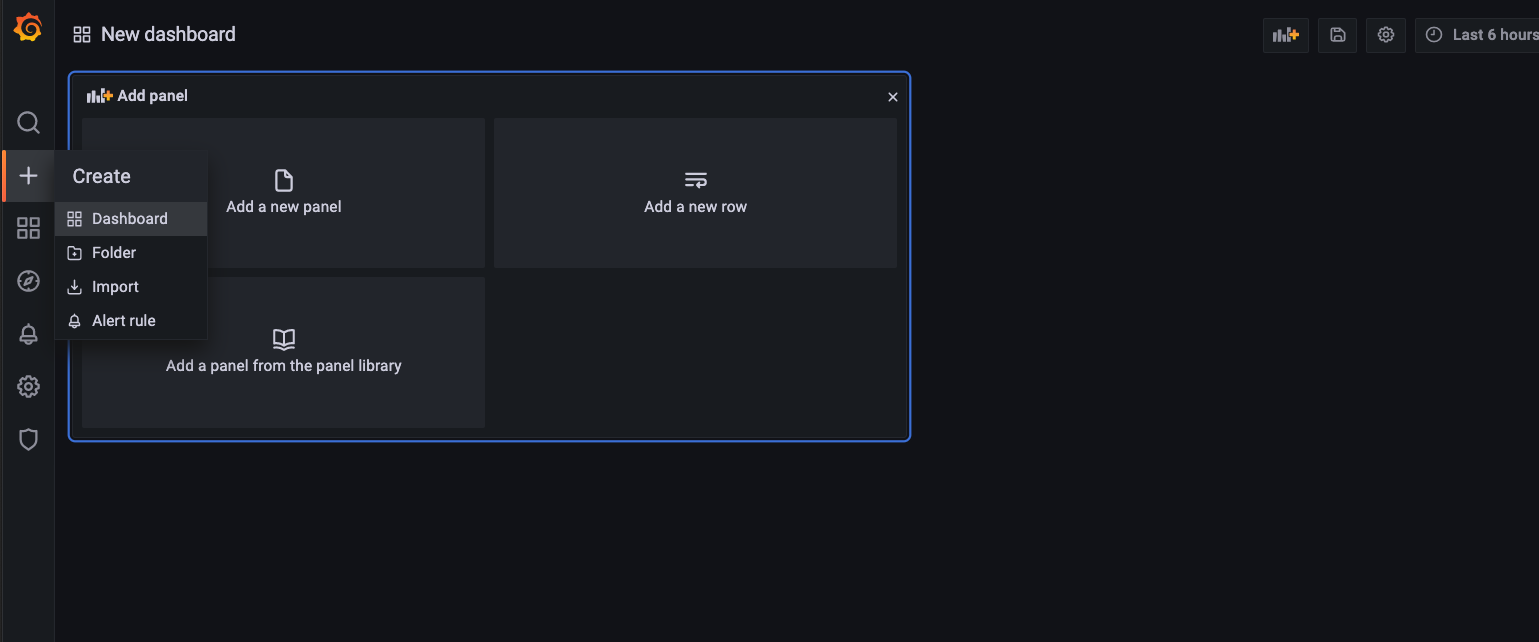 New dashboard
Last 6 hours
Add panel
Create
Dashboard
Folder
Import
Alert rule
Add a new panel
Add a new row
Add a panel from the panel library